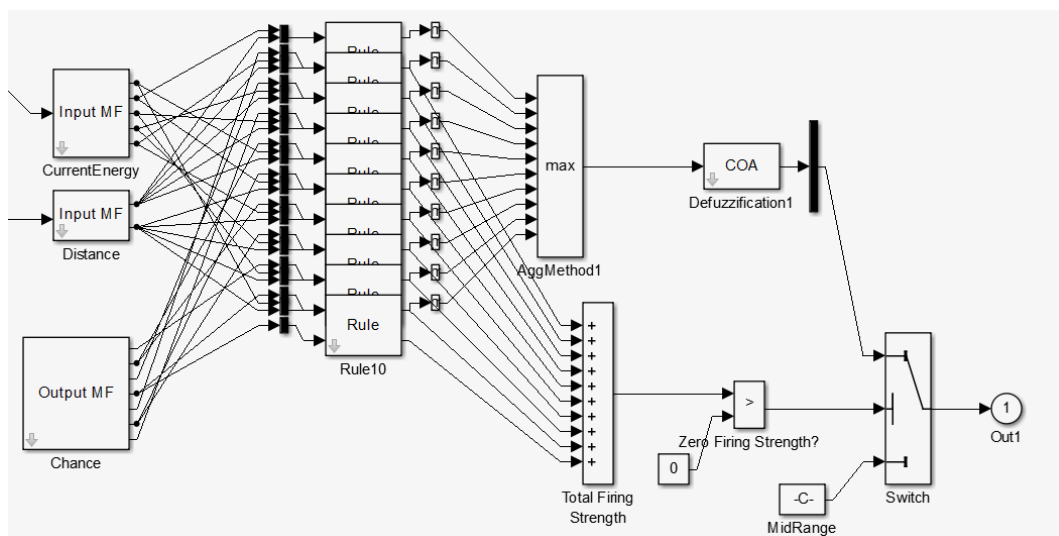 Input MF
CurrentEnergy
Input MF
Distance
Output MF
Chance
Rule
Rule
Rule
Rule
Rule
Rule
Rule
Rule
Rule
Rule
Rule10
max
AggMethod1
COA
Defuzzification1
+
+
+
+
+
+
+
+
+
+
Total Firing
Strength
>
Zero Firing Strength?
0
-C-
MidRange
Switch
1
Out1